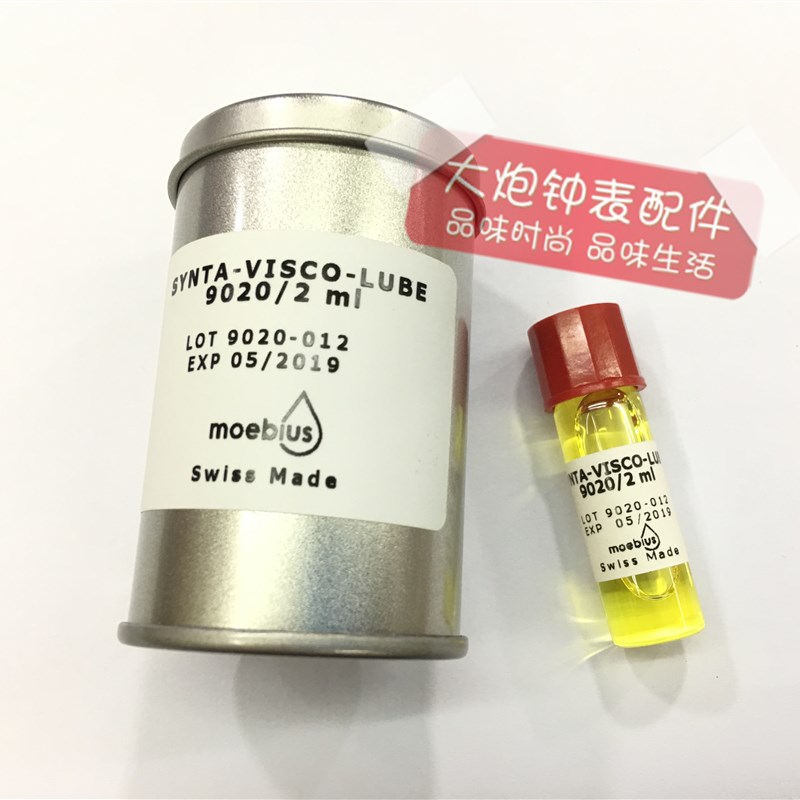 大炮钟表配件
品味时尚 品味生活
SYNTA-VISCO-LUBE
9020/2 ml
LOT 9020-012
EXP 05/2019
moebius
Swiss Made
NTA-VISCO-LU
9020/2 ml
LOT 9020-012
EXP 05/2019
moebius
Swiss Made